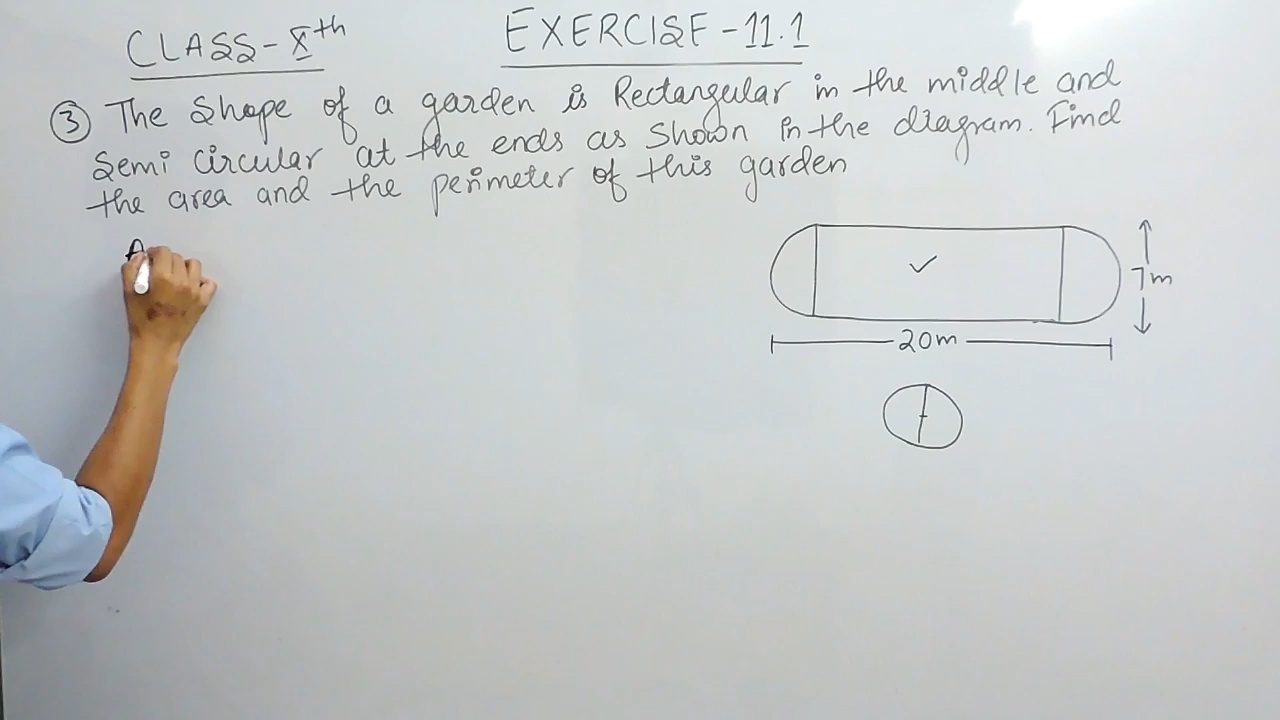 CLASS-Xth
EXERCISE-11.1
③ The Shape of a garden is Rectangular in the middle and
Semi circular at the ends as shown in the diagram. Find
the area and the perimeter of this garden
A
7m
20m